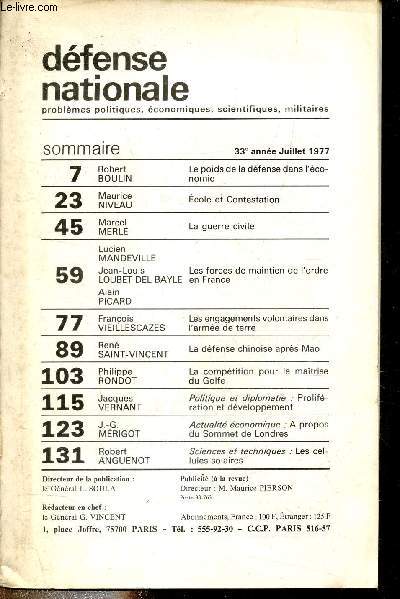 www.Le-livre.com
défense
nationale
problèmes politiques, économiques, scientifiques, militaires
sommaire 33e année Juillet 1977
7 Robert BOULIN Le poids de la défense dans l'économie
23 Maurice NIVEAU École et Contestation
45 Marcel MERLE La guerre civile
59 Lucien MANDEVILLE Jean-Louis LOUBET DEL BAYLE Alain PICARD Les forces de maintien de l'ordre en France
77 François VIEILLESCAZES Les engagements volontaires dans l'armée de terre
89 René SAINT-VINCENT La défense chinoise après Mao
103 Philippe RONDOT La compétition pour la maîtrise du Golfe
115 Jacques VERNANT Politique et diplomatie : Prolifération et développement
123 J.-G. MÉRIGOT Actualité économique : A propos du Sommet de Londres
131 Robert ANGUENOT Sciences et techniques : Les cellules solaires
Directeur de la publication :
le Général L.
Publicité (à la revue)
Directeur : M. Maurice PIERSON
Rédacteur en chef :
le Général G. VINCENT
Abonnements, France : 100 F, Étranger : 125 F
1, place Joffre, 75700 PARIS - Tél. : 555-92-30 - C.C.P. PARIS 516-57